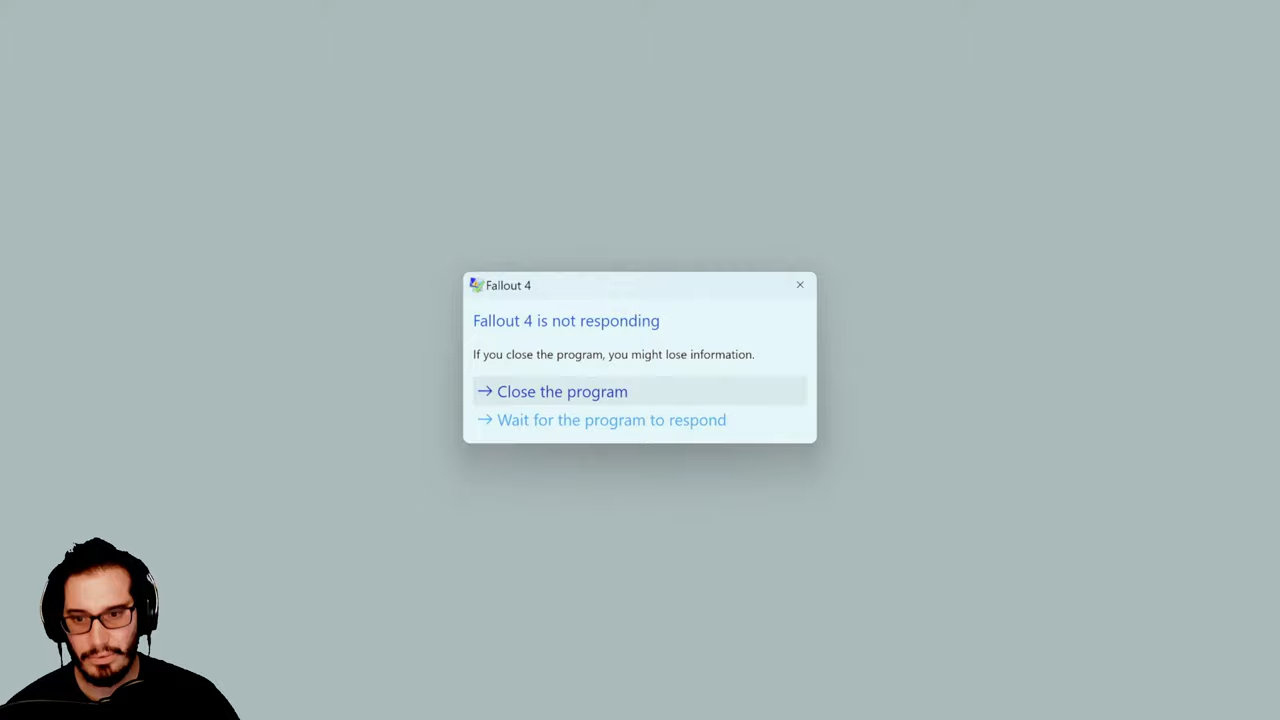 Fallout 4
Fallout 4 is not responding
If you close the program, you might lose information.
→ Close the program
→ Wait for the program to respond